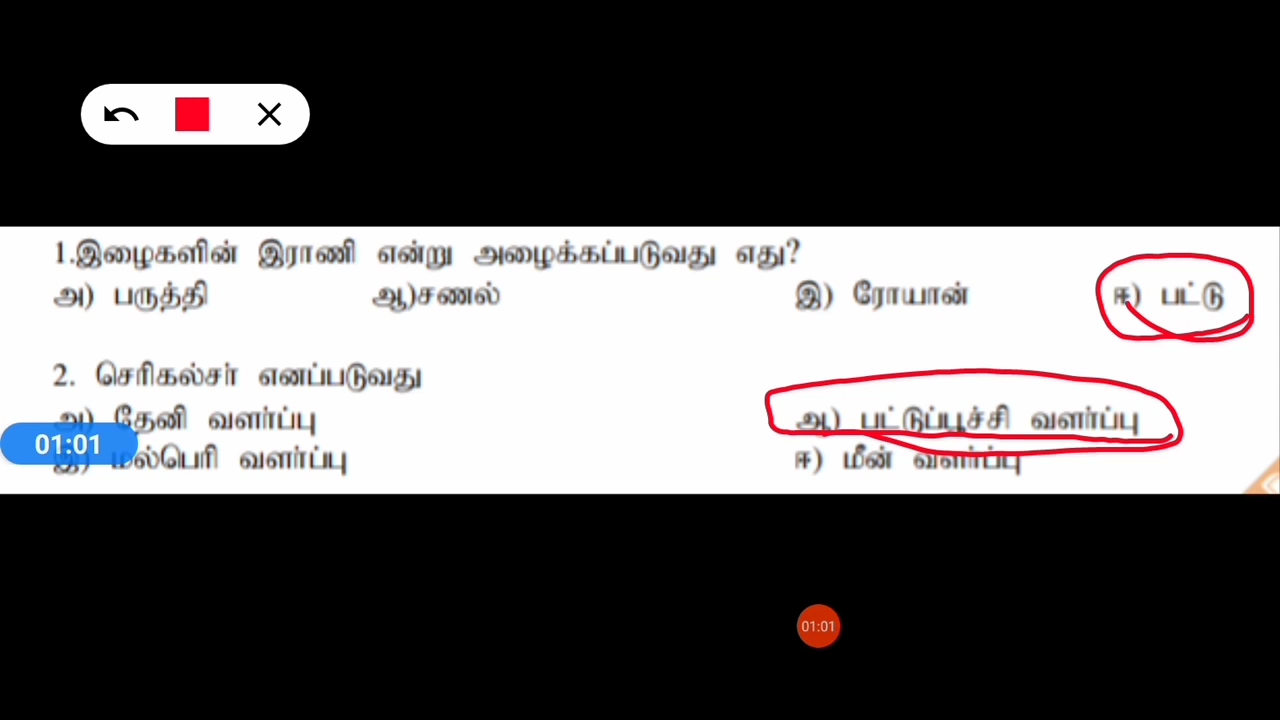 1.இழைகளின் இராணி என்று அழைக்கப்படுவது எது?
அ) பருத்தி ஆ)சணல் இ) ரோயான் ஈ) பட்டு
2. செரிகல்சர் எனப்படுவது
அ) தேனி வளர்ப்பு ஆ) பட்டுப்பூச்சி வளர்ப்பு
01:01
இ) மல்பெரி வளர்ப்பு ஈ) மீன் வளர்ப்பு
01:01